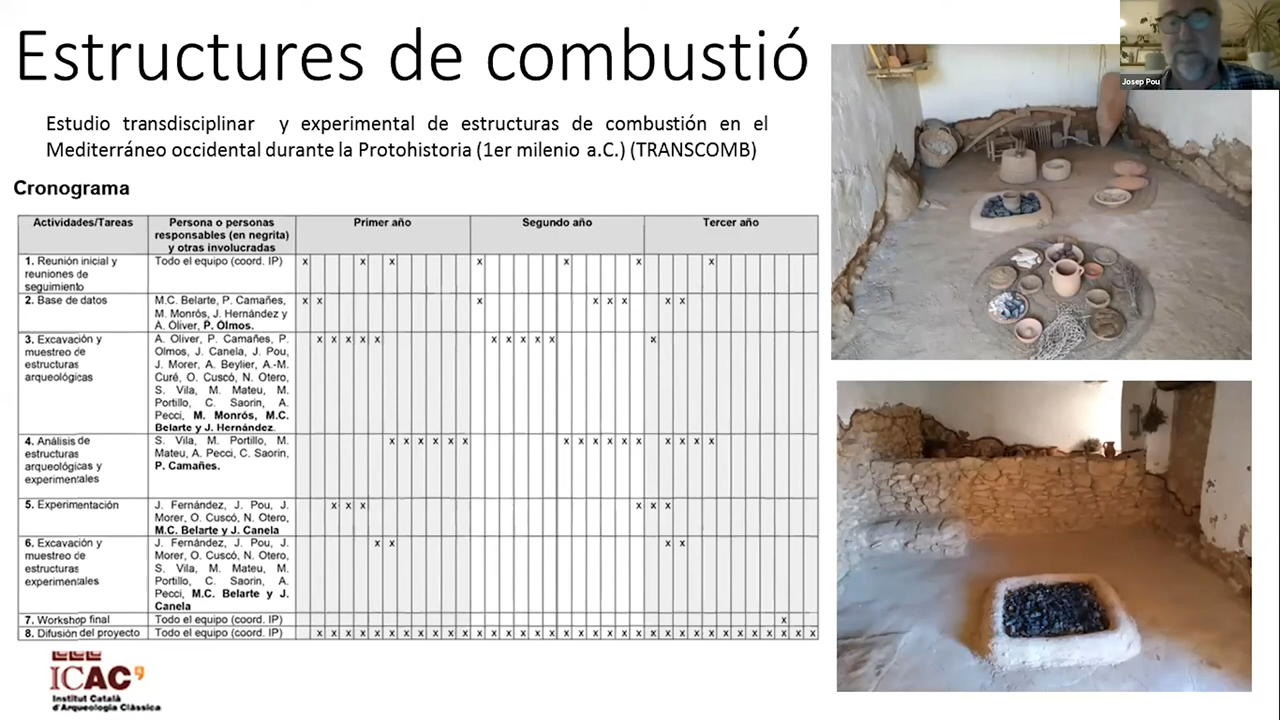 Estructures de combustió
Josep Pou
Estudio transdisciplinar y experimental de estructuras de combustión en el
Mediterráneo occidental durante la Protohistoria (1er milenio a.C.) (TRANSCOMB)
Cronograma
Actividades/Tareas
Persona o personas
responsables (en negrita)
y otras involucradas
Primer año
Segundo año
Tercer año
1. Reunión inicial y
reuniones de
seguimiento
Todo el equipo (coord. IP)
x x x x x x x
2. Base de datos
M.C. Belarte, P. Camañes,
M. Monrós, J. Hernández y
A. Oliver, P. Olmos.
x x x x x x x x
3. Excavación y
muestreo de
estructuras
arqueológicas
A. Oliver, P. Camañes, P.
Olmos, J. Canela, J. Pou,
J. Morer, A. Beylier, A.-M.
Curé, O. Cuscó, N. Otero,
S. Vila, M. Mateu, M.
Portillo, C. Saorin, A.
Pecci, M. Monrós, M.C.
Belarte y J. Hernández.
x x x x x x x x x x x
4. Análisis de
estructuras
arqueológicas y
experimentales
S. Vila, M. Portillo, M.
Mateu, A. Pecci, C. Saorin,
P. Camañes.
x x x x x x x x x x x x x x x x
5. Experimentación
J. Fernández, J. Pou, J.
Morer, O. Cuscó, N. Otero,
M.C. Belarte y J. Canela
x x x x x x
6. Excavación y
muestreo de
estructuras
experimentales
J. Fernández, J. Pou, J.
Morer, O. Cuscó, N. Otero,
S. Vila, M. Mateu, M.
Portillo, C. Saorin, A.
Pecci, M.C. Belarte y J.
Canela
x x x x
7. Workshop final
Todo el equipo (coord. IP)
x
8. Difusión del proyecto
Todo el equipo (coord. IP)
x x x x x x x x x x x x x x x x x x x x x x x x x x x x x x x x x x x
ICAC
Institut Català
d'Arqueologia Clàssica